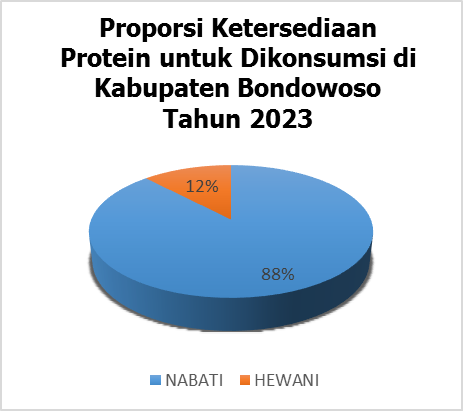 Proporsi Ketersediaan
Protein untuk Dikonsumsi di
Kabupaten Bondowoso
Tahun 2023
12%
88%
NABATI HEWANI